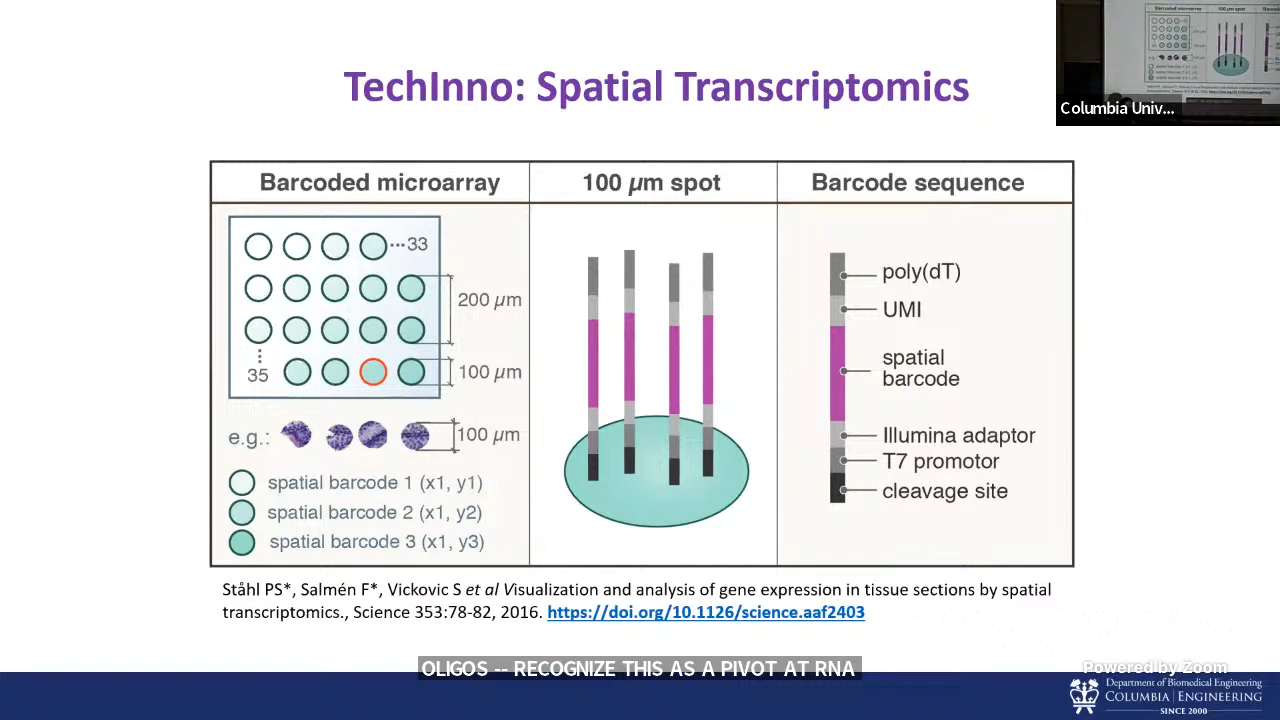 TechInno: Spatial Transcriptomics
Columbia Univ...
Barcoded microarray
100 µm spot
Barcode sequence
···33
200 µm
35
100 µm
e.g.:
100 µm
spatial barcode 1 (x1, y1)
spatial barcode 2 (x1, y2)
spatial barcode 3 (x1, y3)
poly(dT)
UMI
spatial
barcode
Illumina adaptor
T7 promotor
cleavage site
Ståhl PS*, Salmén F*, Vickovic S et al Visualization and analysis of gene expression in tissue sections by spatial
transcriptomics., Science 353:78-82, 2016. https://doi.org/10.1126/science.aaf2403
OLIGOS -- RECOGNIZE THIS AS A PIVOT AT RNA
Powered by Zoom
Department of Biomedical Engineering
COLUMBIA | ENGINEERING
SINCE 2000